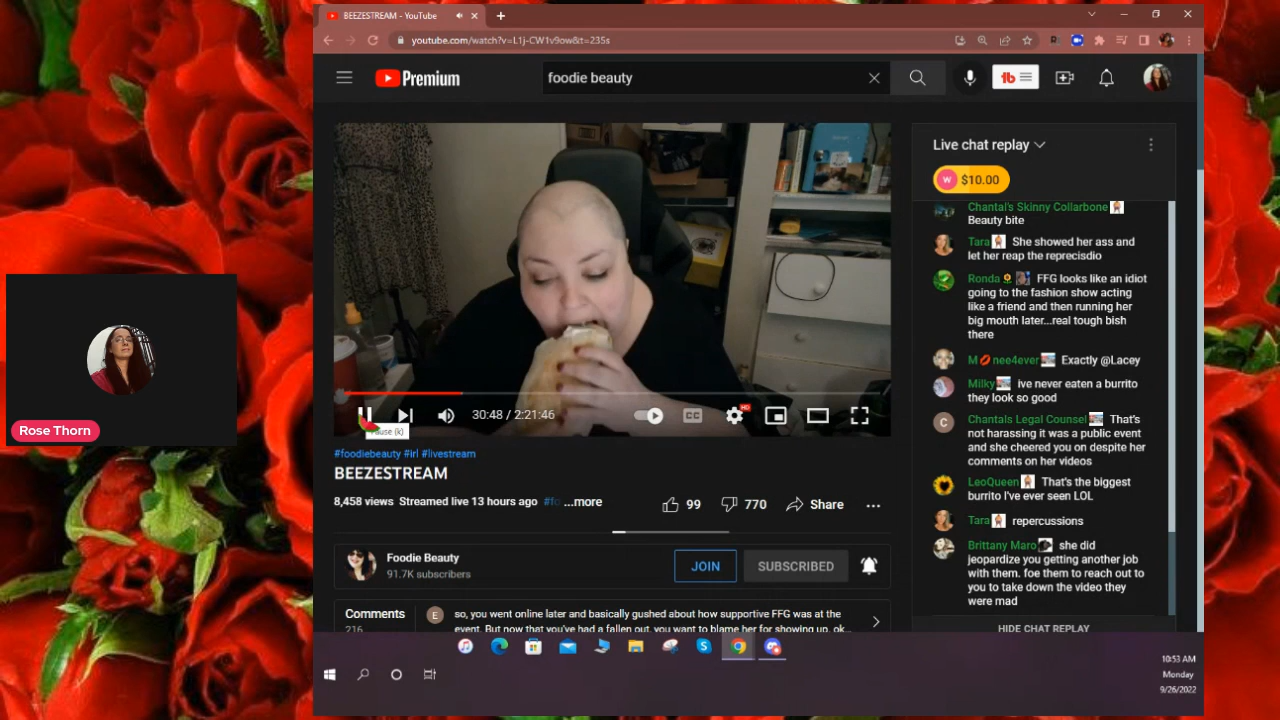 BEEZESTREAM - YouTube
youtube.com/watch?v=L1j-CW1v9ow&t=235s
Premium
foodie beauty
Live chat replay
W $10.00
Chantal's Skinny Collarbone
Beauty bite
Tara She showed her ass and
let her reap the reprecisdio
Ronda FFG looks like an idiot
going to the fashion show acting
like a friend and then running her
big mouth later...real tough bish
there
M nee4ever Exactly @Lacey
Milky ive never eaten a burrito
they look so good
C Chantals Legal Counsel That's
not harassing it was a public event
and she cheered you on despite her
comments on her videos
LeoQueen That's the biggest
burrito I've ever seen LOL
Tara repercussions
Brittany Maro she did
jeopardize you getting another job
with them. foe them to reach out to
you to take down the video they
were mad
HIDE CHAT REPLAY
30:48 / 2:21:46
CC
HD
Pause (k)
#foodiebeauty #irl #livestream
BEEZESTREAM
8,458 views Streamed live 13 hours ago #fo ...more
99
770
Share
Foodie Beauty
91.7K subscribers
JOIN
SUBSCRIBED
Comments
216
E so, you went online later and basically gushed about how supportive FFG was at the
event. But now that you've had a fallen out, you want to blame her for showing up. ok...
Rose Thorn
10:53 AM
Monday
9/26/2022